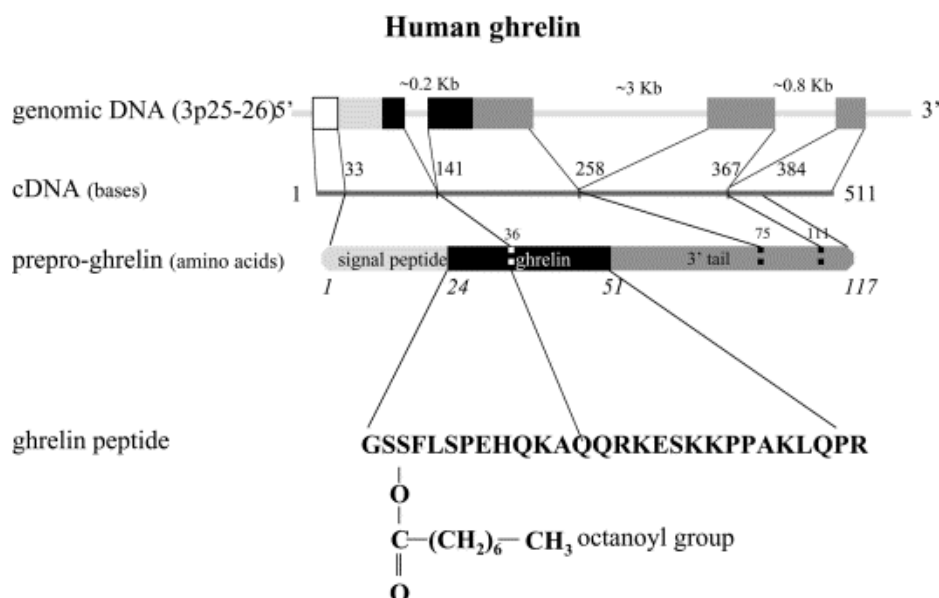 Human ghrelin
~0.2 Kb ~3 Kb ~0.8 Kb
genomic DNA (3p25-26) 5’ 3’
33 141 258 367 384
cDNA (bases) 1 511
36 75 111
prepro-ghrelin (amino acids) signal peptide ghrelin 3’ tail
1 24 51 117
ghrelin peptide GSSFLSPEHQKAQQRKESKKPPAKLQPR
O
C—(CH2)6—CH3 octanoyl group
O